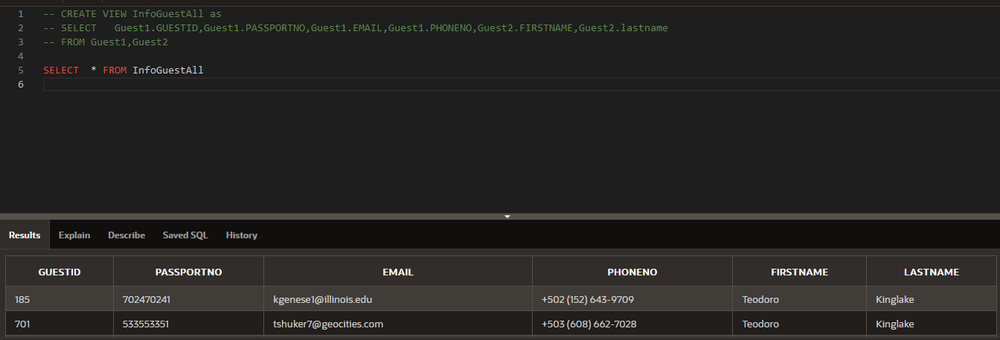 1 -- CREATE VIEW InfoGuestAll as
2 -- SELECT   Guest1.GUESTID,Guest1.PASSPORTNO,Guest1.EMAIL,Guest1.PHONENO,Guest2.FIRSTNAME,Guest2.lastname
3 -- FROM Guest1,Guest2
4
5 SELECT  * FROM InfoGuestAll
6
Results Explain Describe Saved SQL History
GUESTID PASSPORTNO EMAIL PHONENO FIRSTNAME LASTNAME
185 702470241 kgenese1@illinois.edu +502 (152) 643-9709 Teodoro Kinglake
701 533553351 tshuker7@geocities.com +503 (608) 662-7028 Teodoro Kinglake